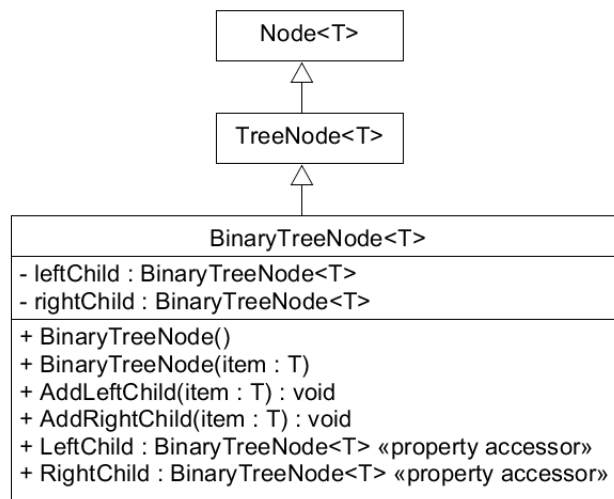 Node<T>
TreeNode<T>
BinaryTreeNode<T>
- leftChild : BinaryTreeNode<T>
- rightChild : BinaryTreeNode<T>
+ BinaryTreeNode()
+ BinaryTreeNode(item : T)
+ AddLeftChild(item : T) : void
+ AddRightChild(item : T) : void
+ LeftChild : BinaryTreeNode<T> «property accessor»
+ RightChild : BinaryTreeNode<T> «property accessor»